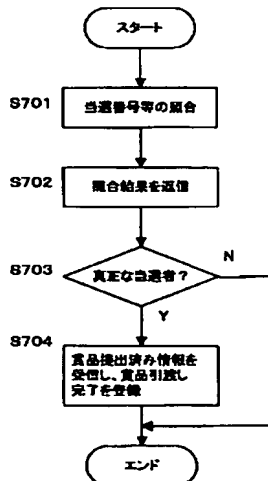 スタート
S701
当選番号等の照合
S702
照合結果を返信
S703
真正な当選者？
N
Y
S704
賞品提出済み情報を
受信し、賞品引渡し
完了を登録
エンド